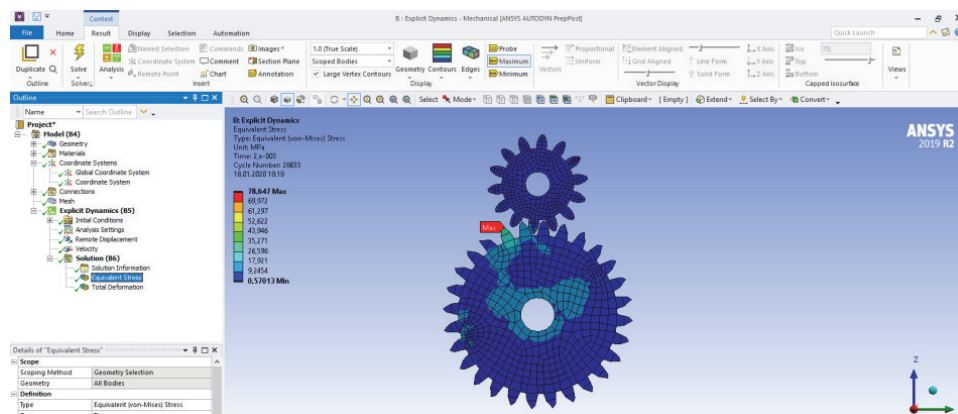 B : Explicit Dynamics - Mechanical [ANSYS AUTODYN PrepPost]
Context
File Home Result Display Selection Automation
Quick Launch
Duplicate
Outline
Solve
Solver
Analysis
Named Selection
Coordinate System
Remote Point
Commands
Comment
Chart
Images
Section Plane
Annotation
Insert
1.0 (True Scale)
Scoped Bodies
Large Vertex Contours
Geometry Contours Edges
Display
Probe
Maximum
Minimum
Vectors
Proportional
Uniform
Element Aligned
Grid Aligned
Line Form
Solid Form
Vector Display
X Axis
Y Axis
Z Axis
Iso
Top
Bottom
Capped Isosurface
Views
Outline
Name
Search Outline
Select Mode Clipboard [ Empty ] Extend Select By Convert
Project*
Model (B4)
Geometry
Materials
Coordinate Systems
Global Coordinate System
Coordinate System
Connections
Mesh
Explicit Dynamics (B5)
Initial Conditions
Analysis Settings
Remote Displacement
Velocity
Solution (B6)
Solution Information
Equivalent Stress
Total Deformation
B: Explicit Dynamics
Equivalent Stress
Type: Equivalent (von-Mises) Stress
Unit: MPa
Time: 2,e-003
Cycle Number: 28633
18.01.2020 18:18
78,647 Max
69,972
61,297
52,622
43,946
35,271
26,596
17,921
9,2454
0,57013 Min
Max
ANSYS
2019 R2
Z
Details of "Equivalent Stress"
Scope
Scoping Method Geometry Selection
Geometry All Bodies
Definition
Type Equivalent (von-Mises) Stress